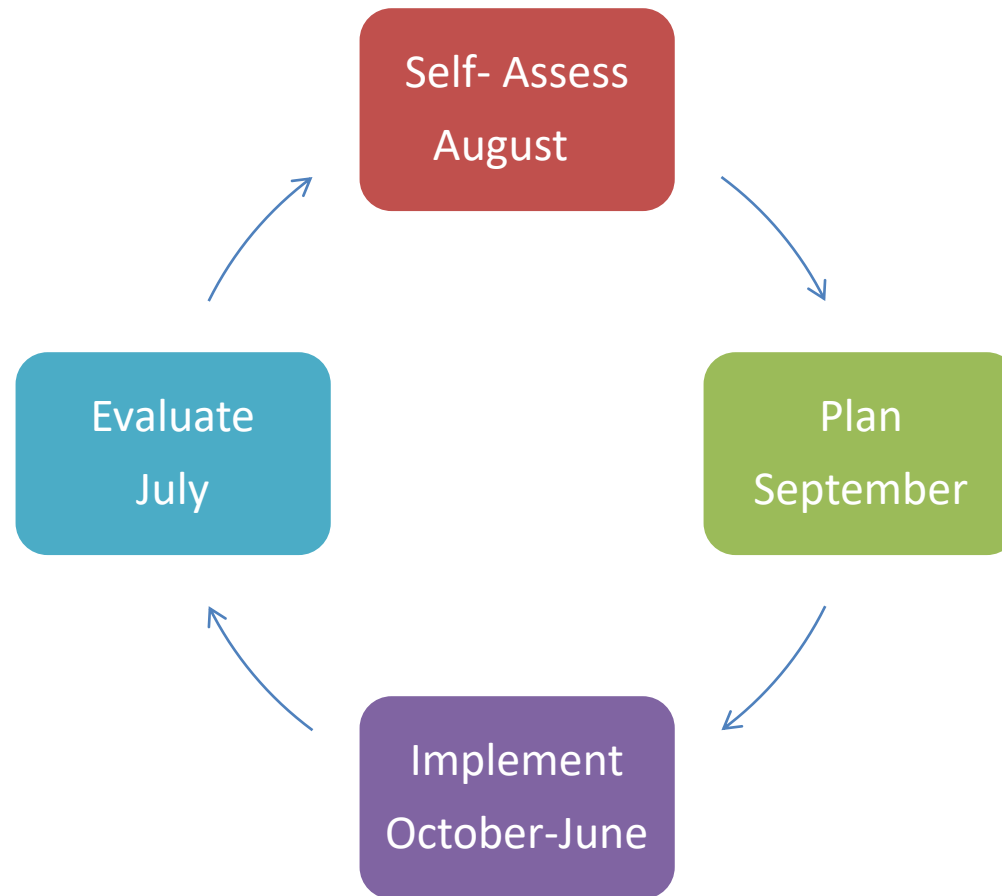 Self- Assess
August
Plan
September
Implement
October-June
Evaluate
July